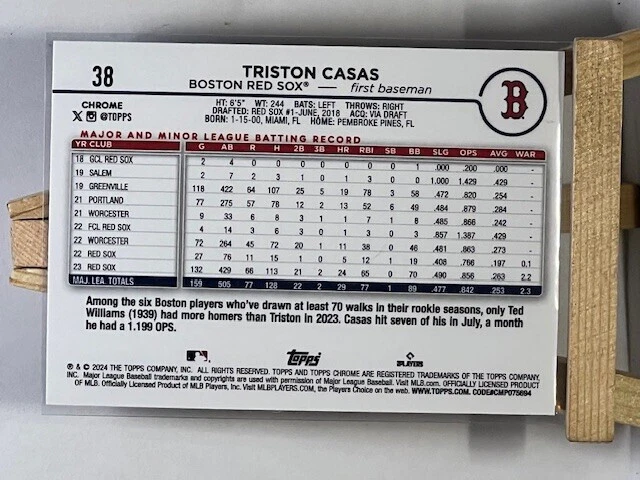 38
TRISTON CASAS
BOSTON RED SOX® — first baseman
B
CHROME
X @TOPPS
HT: 6'5" WT: 244 BATS: LEFT THROWS: RIGHT
DRAFTED: RED SOX #1-JUNE, 2018 ACQ: VIA DRAFT
BORN: 1-15-00, MIAMI, FL HOME: PEMBROKE PINES, FL
MAJOR AND MINOR LEAGUE BATTING RECORD
YR CLUB G AB R H 2B 3B HR RBI SB BB SLG OPS AVG WAR
18 GCL RED SOX 2 4 0 0 0 0 0 0 0 1 .000 .200 .000 -
19 SALEM 2 7 2 3 1 0 1 3 0 0 1.000 1.429 .429 -
19 GREENVILLE 118 422 64 107 25 5 19 78 3 58 .472 .820 .254 -
21 PORTLAND 77 275 57 78 12 2 13 52 6 49 .484 .879 .284 -
21 WORCESTER 9 33 6 8 3 1 1 7 1 8 .485 .866 .242 -
22 FCL RED SOX 4 14 3 6 3 0 1 3 0 3 .857 1.387 .429 -
22 WORCESTER 72 264 45 72 20 1 11 38 0 46 .481 .863 .273 -
22 RED SOX 27 76 11 15 1 0 5 12 1 19 .408 .766 .197 0.1
23 RED SOX 132 429 66 113 21 2 24 65 0 70 .490 .856 .263 2.2
MAJ. LEA. TOTALS 159 505 77 128 22 2 29 77 1 89 .477 .842 .253 2.3
Among the six Boston players who've drawn at least 70 walks in their rookie seasons, only Ted
Williams (1939) had more homers than Triston in 2023. Casas hit seven of his in July, a month
he had a 1.199 OPS.
Topps
PLAYERS
® & © 2024 THE TOPPS COMPANY, INC. ALL RIGHTS RESERVED. TOPPS AND TOPPS CHROME ARE REGISTERED TRADEMARKS OF THE TOPPS COMPANY,
INC. Major League Baseball trademarks and copyrights are used with permission of Major League Baseball. Visit MLB.com. OFFICIALLY LICENSED PRODUCT
OF MLB. Officially Licensed Product of MLB Players, Inc. Visit MLBPLAYERS.COM, the Players Choice on the web. WWW.TOPPS.COM. CODE#CMP075694